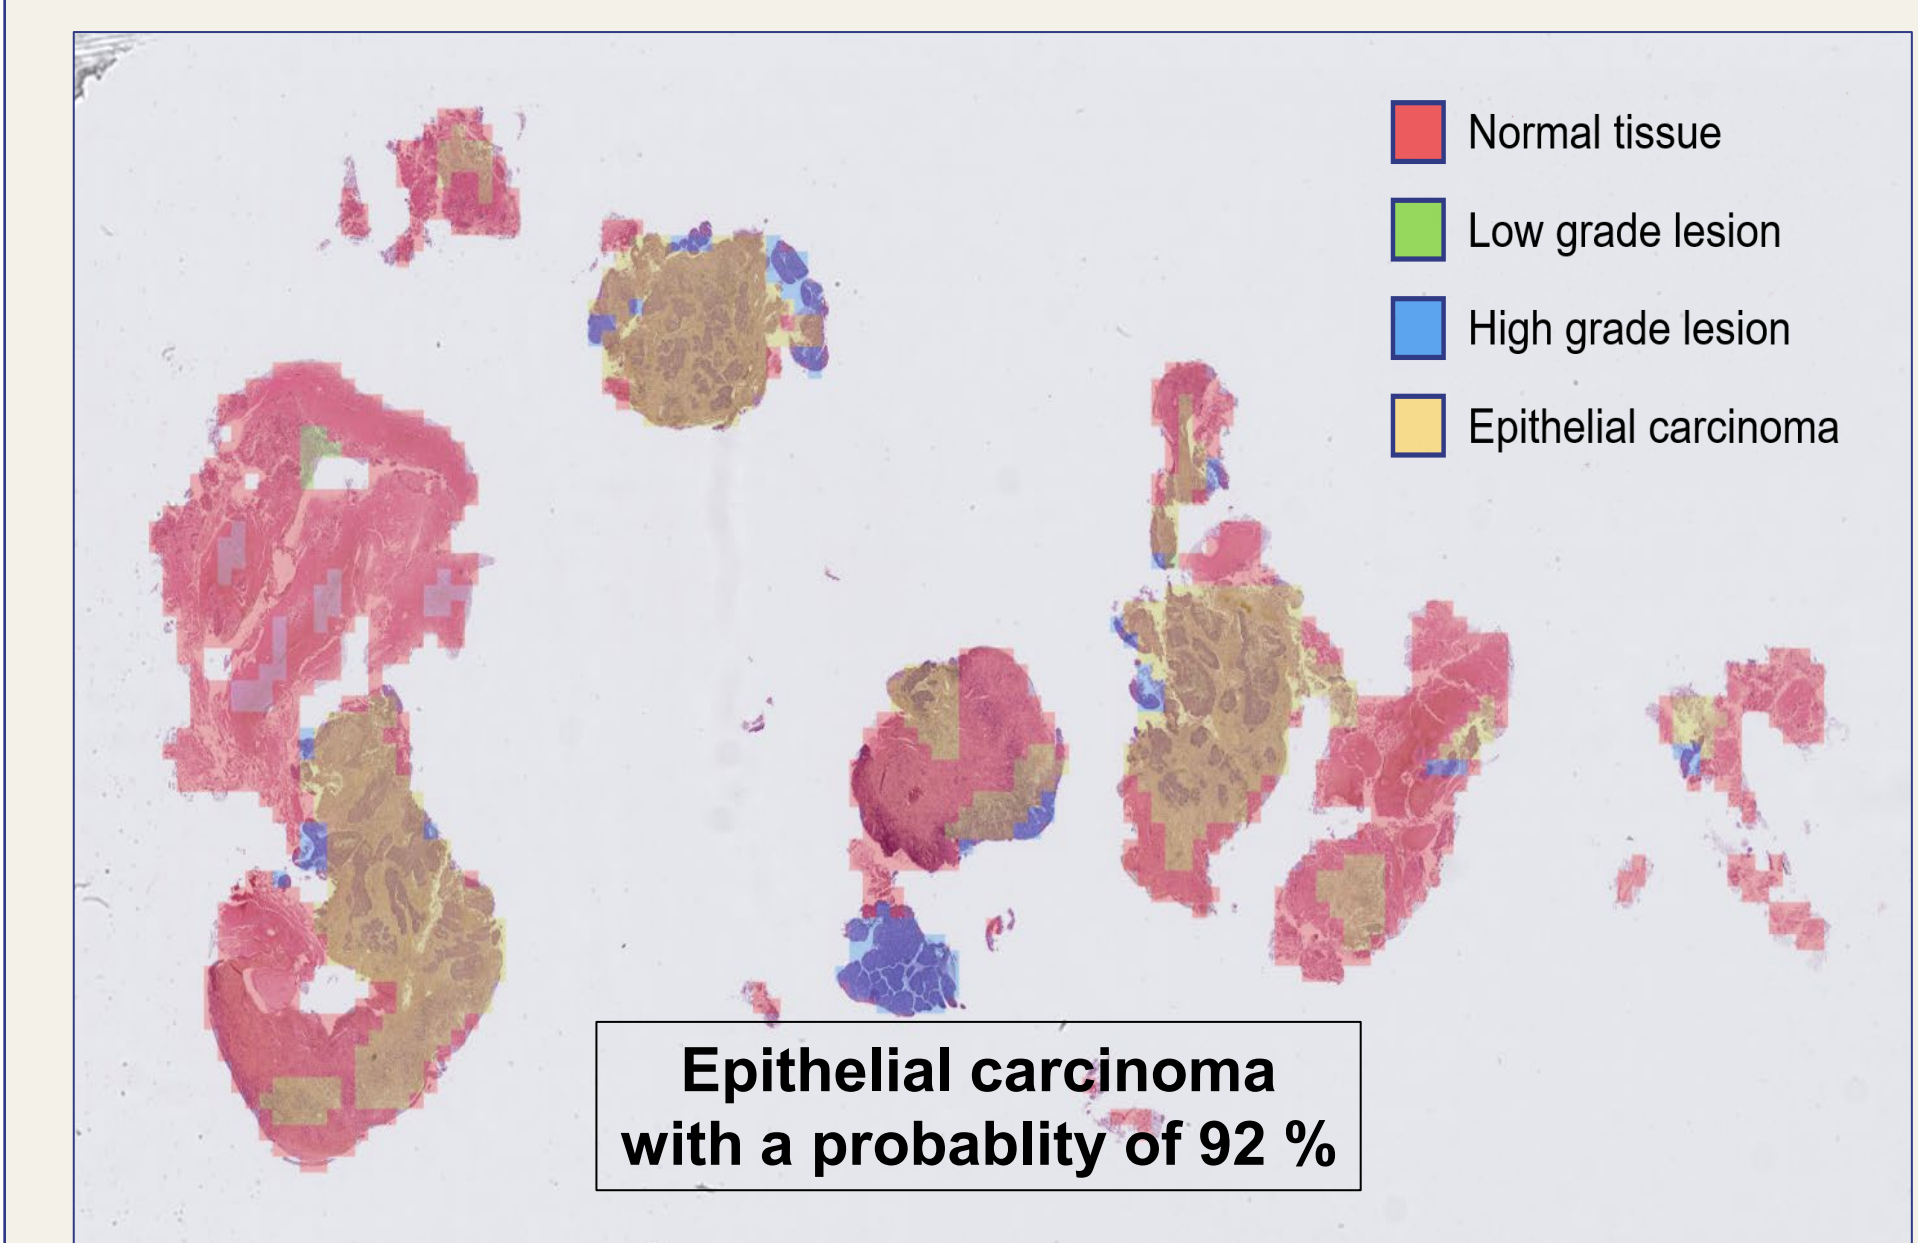 Normal tissue
Low grade lesion
High grade lesion
Epithelial carcinoma
Epithelial carcinoma
with a probablity of 92 %